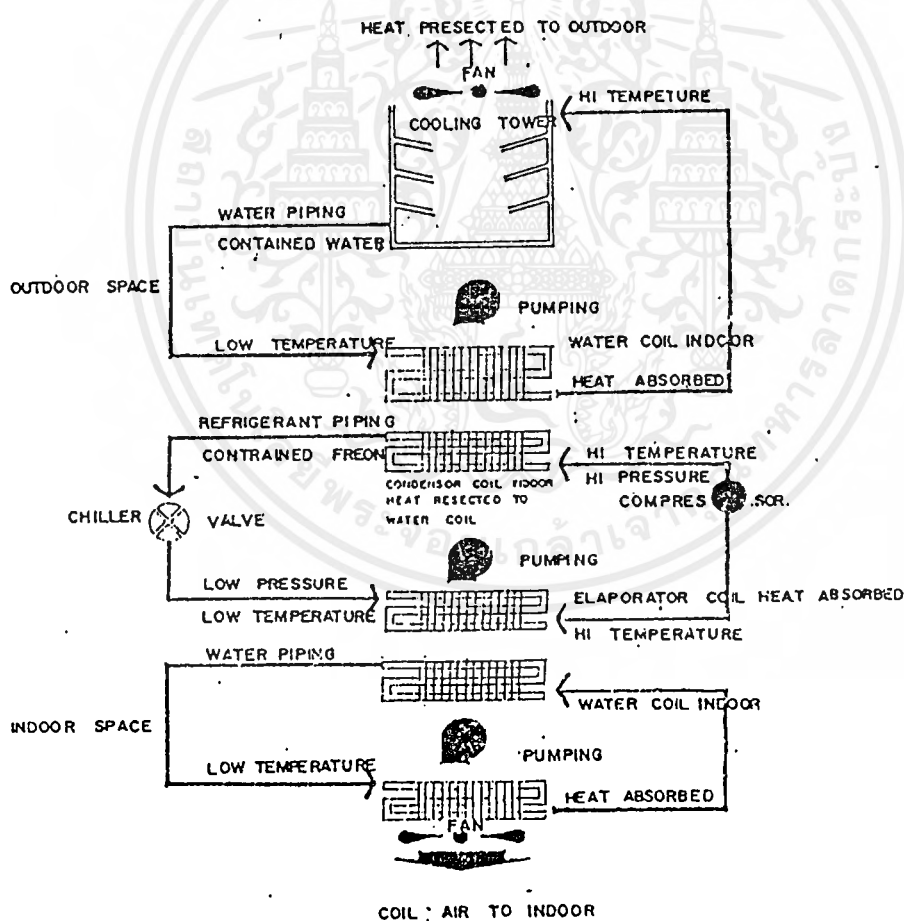 HEAT PRESECTED TO OUTDOOR
FAN
COOLING TOWER
HI TEMPETURE
WATER PIPING
CONTAINED WATER
OUTDOOR SPACE
PUMPING
LOW TEMPERATURE
WATER COIL INDOOR
HEAT ABSORBED
REFRIGERANT PIPING
CONTRAINED FREON
HI TEMPERATURE
HI PRESSURE
CONDENSOR COIL INDOOR
HEAT RESECTED TO
WATER COIL
COMPRES SOR.
CHILLER VALVE
PUMPING
LOW PRESSURE
LOW TEMPERATURE
ELAPORATOR COIL HEAT ABSORBED
HI TEMPERATURE
WATER PIPING
WATER COIL INDOOR
INDOOR SPACE
PUMPING
LOW TEMPERATURE
HEAT ABSORBED
FAN
COIL AIR TO INDOOR